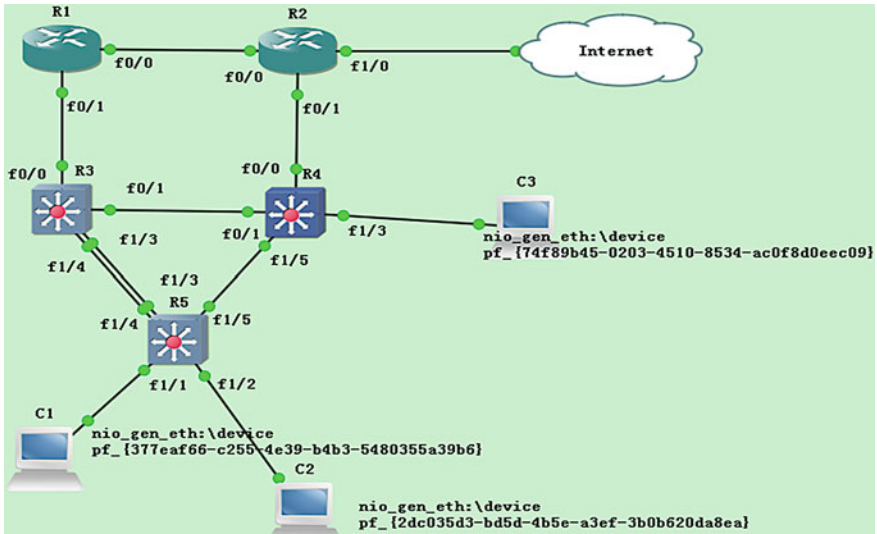 R1
R2
f0/0
f0/0
f1/0
Internet
f0/1
f0/1
f0/0
R3
f0/1
f0/0
R4
C3
f0/1
f1/3
f1/3
f1/4
f1/5
nio_gen_eth:\device
pf_{74f89b45-0203-4510-8534-ac0f8d0eec09}
f1/3
R5
f1/4
f1/5
f1/1
f1/2
C1
nio_gen_eth:\device
pf_{377eaf66-c255-4e39-b4b3-5480355a39b6}
C2
nio_gen_eth:\device
pf_{2dc035d3-bd5d-4b5e-a3ef-3b0b620da8ea}